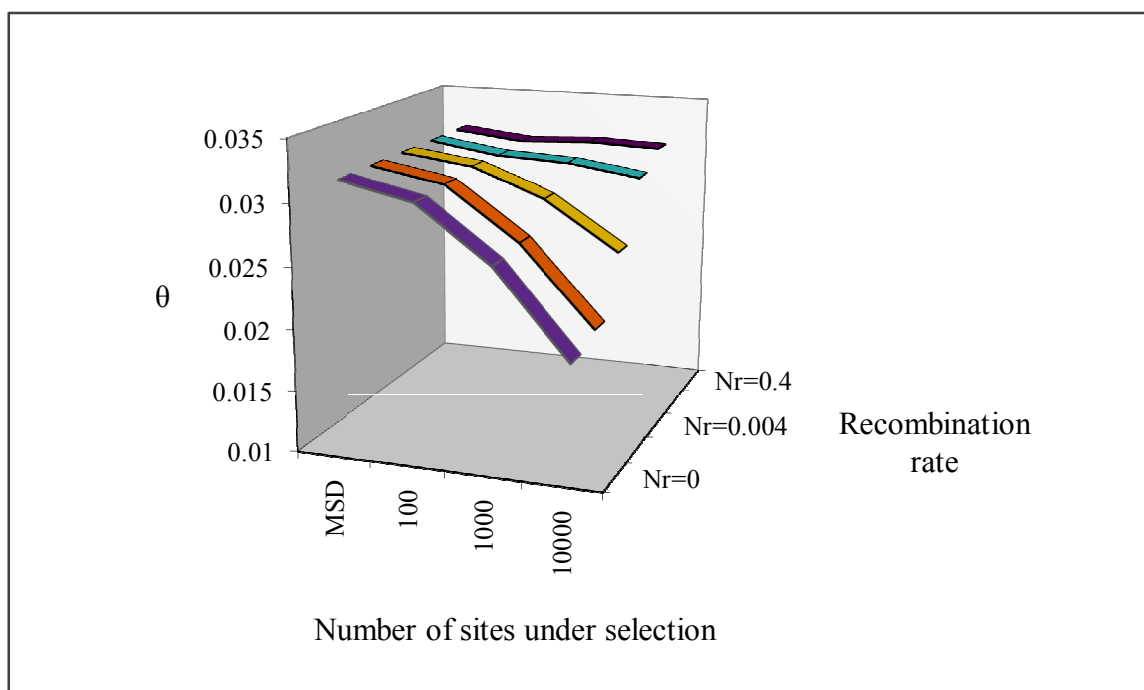 0.035
0.03
0.025
θ
0.02
0.015
0.01
Nr=0.4
Nr=0.004
Nr=0
Recombination
rate
MSD
100
1000
10000
Number of sites under selection